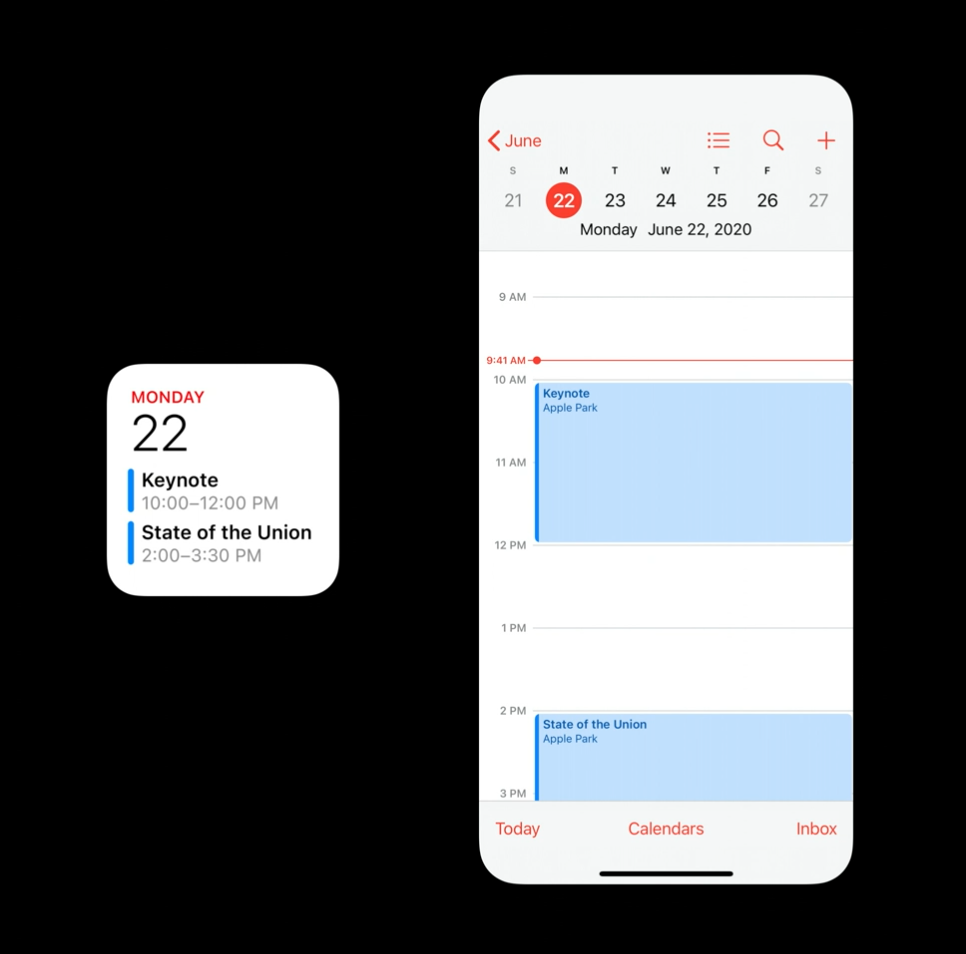 MONDAY
22
Keynote
10:00–12:00 PM
State of the Union
2:00–3:30 PM
June
S M T W T F S
21 22 23 24 25 26 27
Monday June 22, 2020
9 AM
9:41 AM
10 AM
Keynote
Apple Park
11 AM
12 PM
1 PM
2 PM
State of the Union
Apple Park
3 PM
Today Calendars Inbox